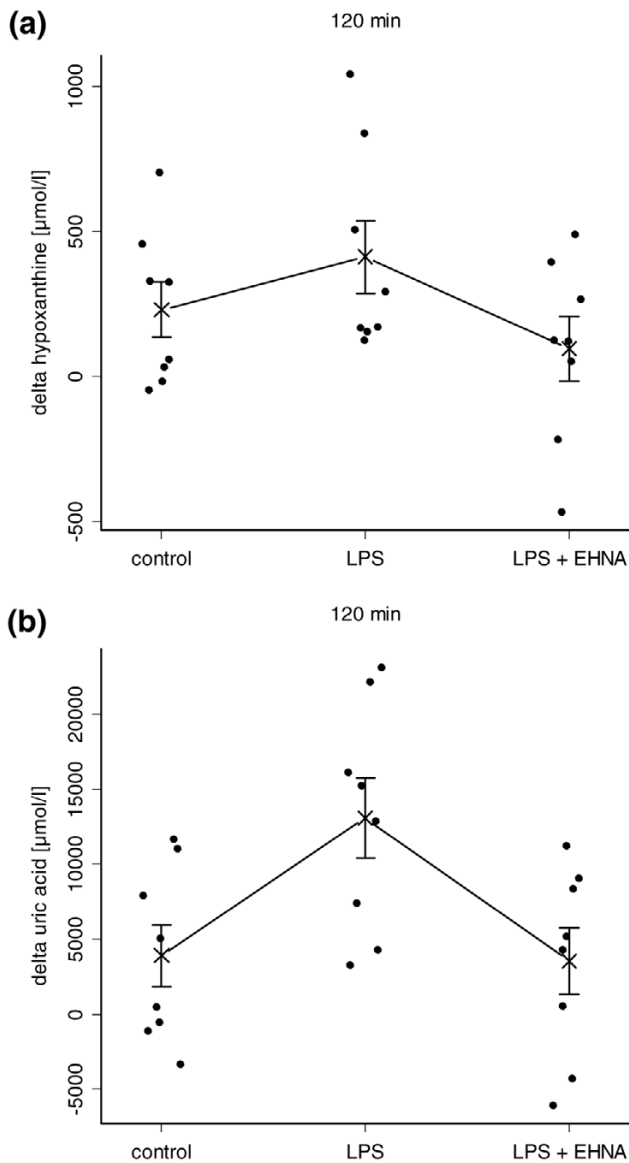 (a)
120 min
delta hypoxanthine [µmol/l]
1000
500
0
-500
control LPS LPS + EHNA
(b)
120 min
delta uric acid [µmol/l]
20000
15000
10000
5000
0
-5000
control LPS LPS + EHNA